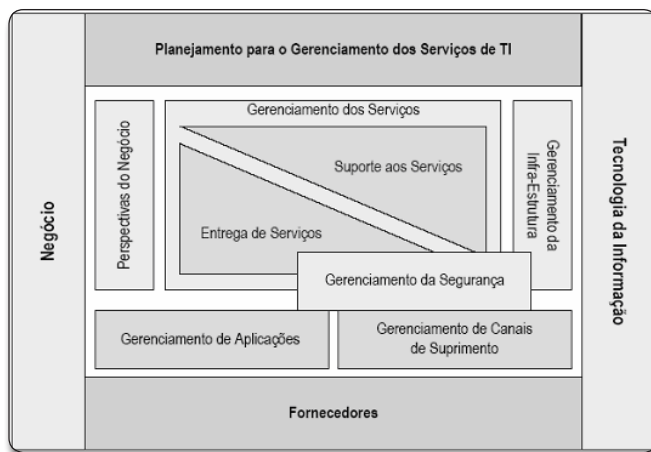 Planejamento para o Gerenciamento dos Serviços de TI
Negócio
Perspectivas do Negócio
Gerenciamento dos Serviços
Suporte aos Serviços
Entrega de Serviços
Gerenciamento da
Infra-Estrutura
Tecnologia da Informação
Gerenciamento da Segurança
Gerenciamento de Aplicações
Gerenciamento de Canais
de Suprimento
Fornecedores